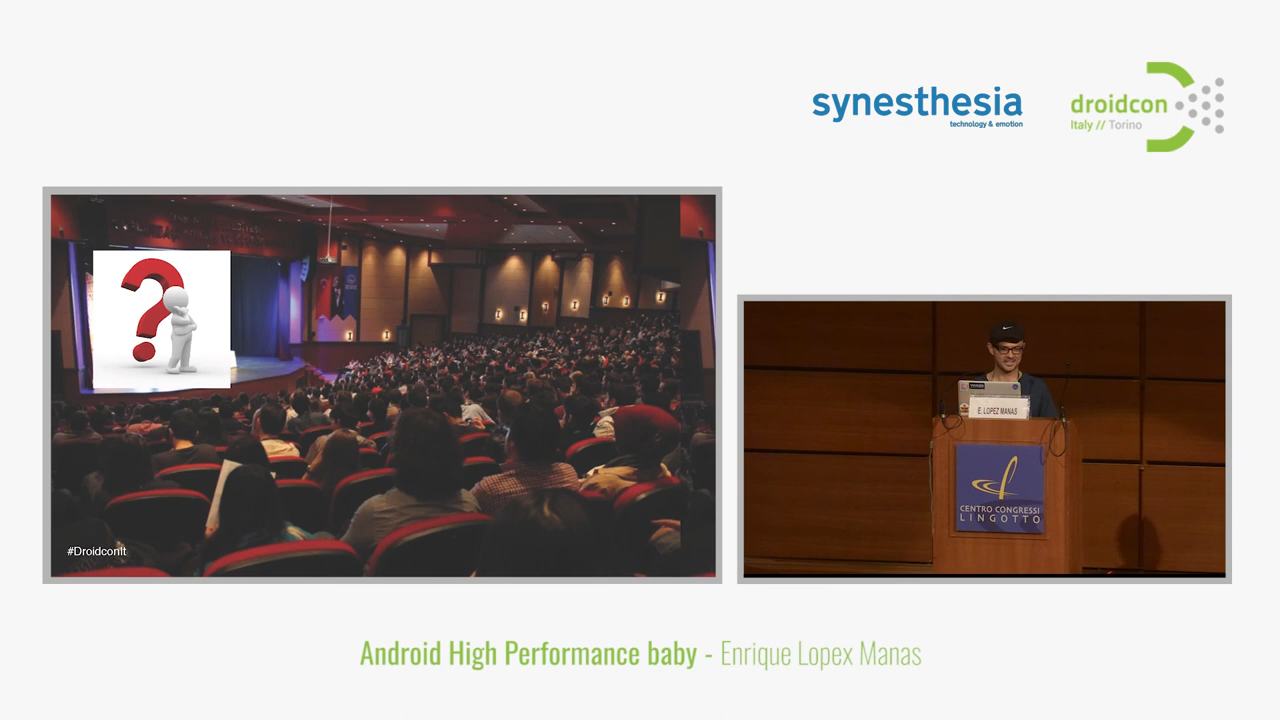 synesthesia
technology & emotion
droidcon
Italy // Torino
#DroidconIt
E. LOPEZ MANAS
CENTRO CONGRESSI
LINGOTTO
Android High Performance baby - Enrique Lopex Manas